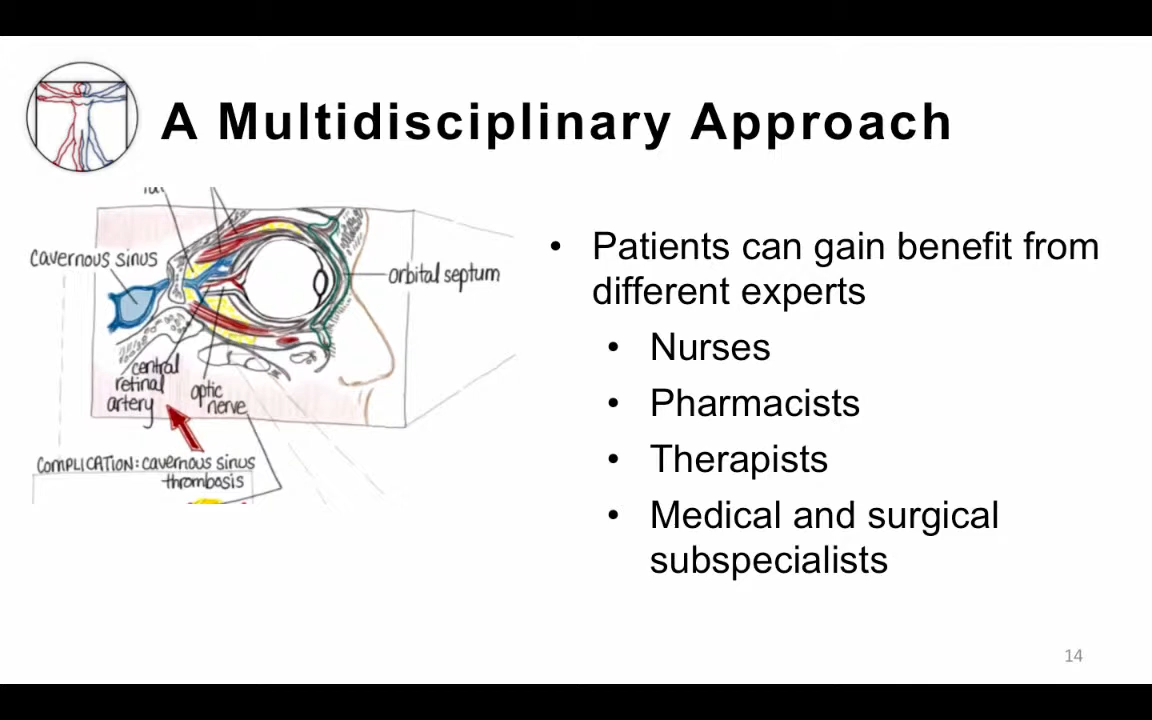 A Multidisciplinary Approach
cavernous sinus
orbital septum
central
retinal
artery
optic
nerve
COMPLICATION: cavernous sinus
thrombosis
• Patients can gain benefit from
different experts
• Nurses
• Pharmacists
• Therapists
• Medical and surgical
subspecialists
14